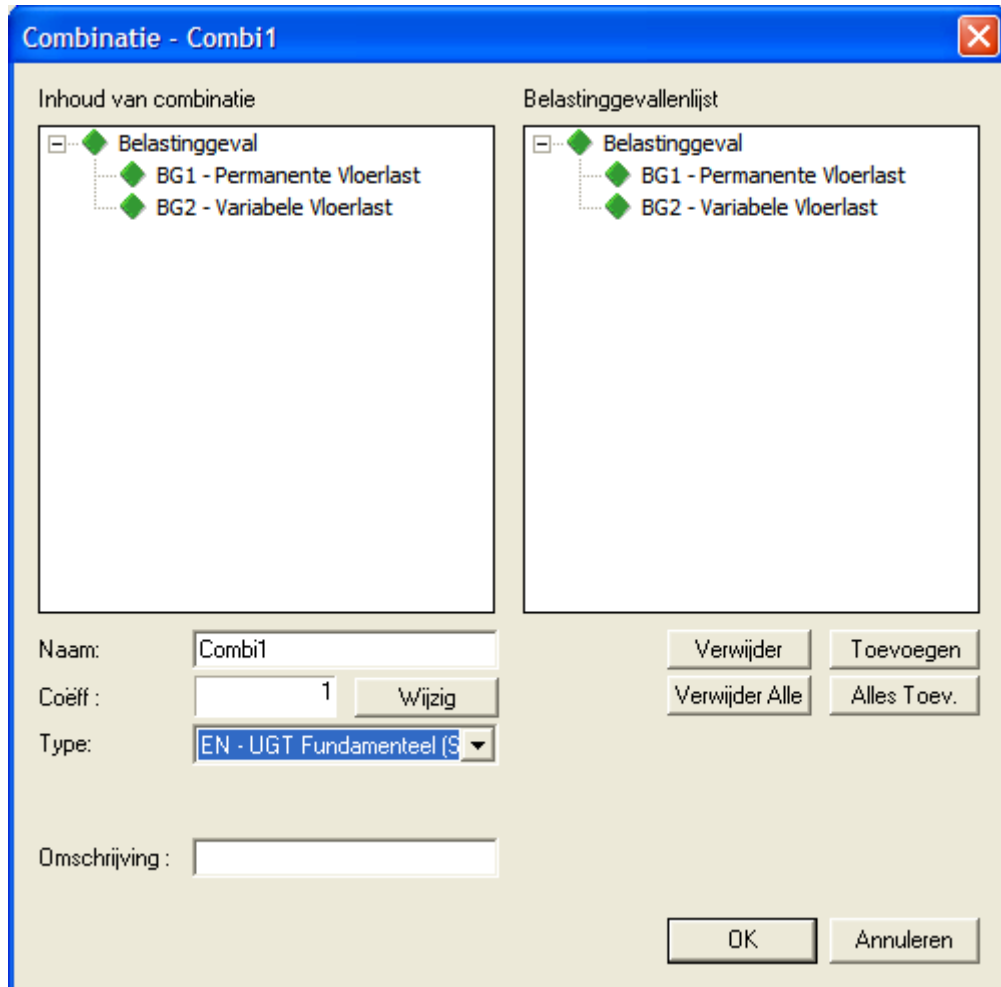 Combinatie - Combi1
Inhoud van combinatie
Belastinggeval
BG1 - Permanente Vloerlast
BG2 - Variabele Vloerlast
Belastinggevallenlijst
Belastinggeval
BG1 - Permanente Vloerlast
BG2 - Variabele Vloerlast
Naam: Combi1
Coëff : 1 Wijzig
Type: EN - UGT Fundamenteel (S
Omschrijving :
Verwijder Toevoegen
Verwijder Alle Alles Toev.
OK Annuleren